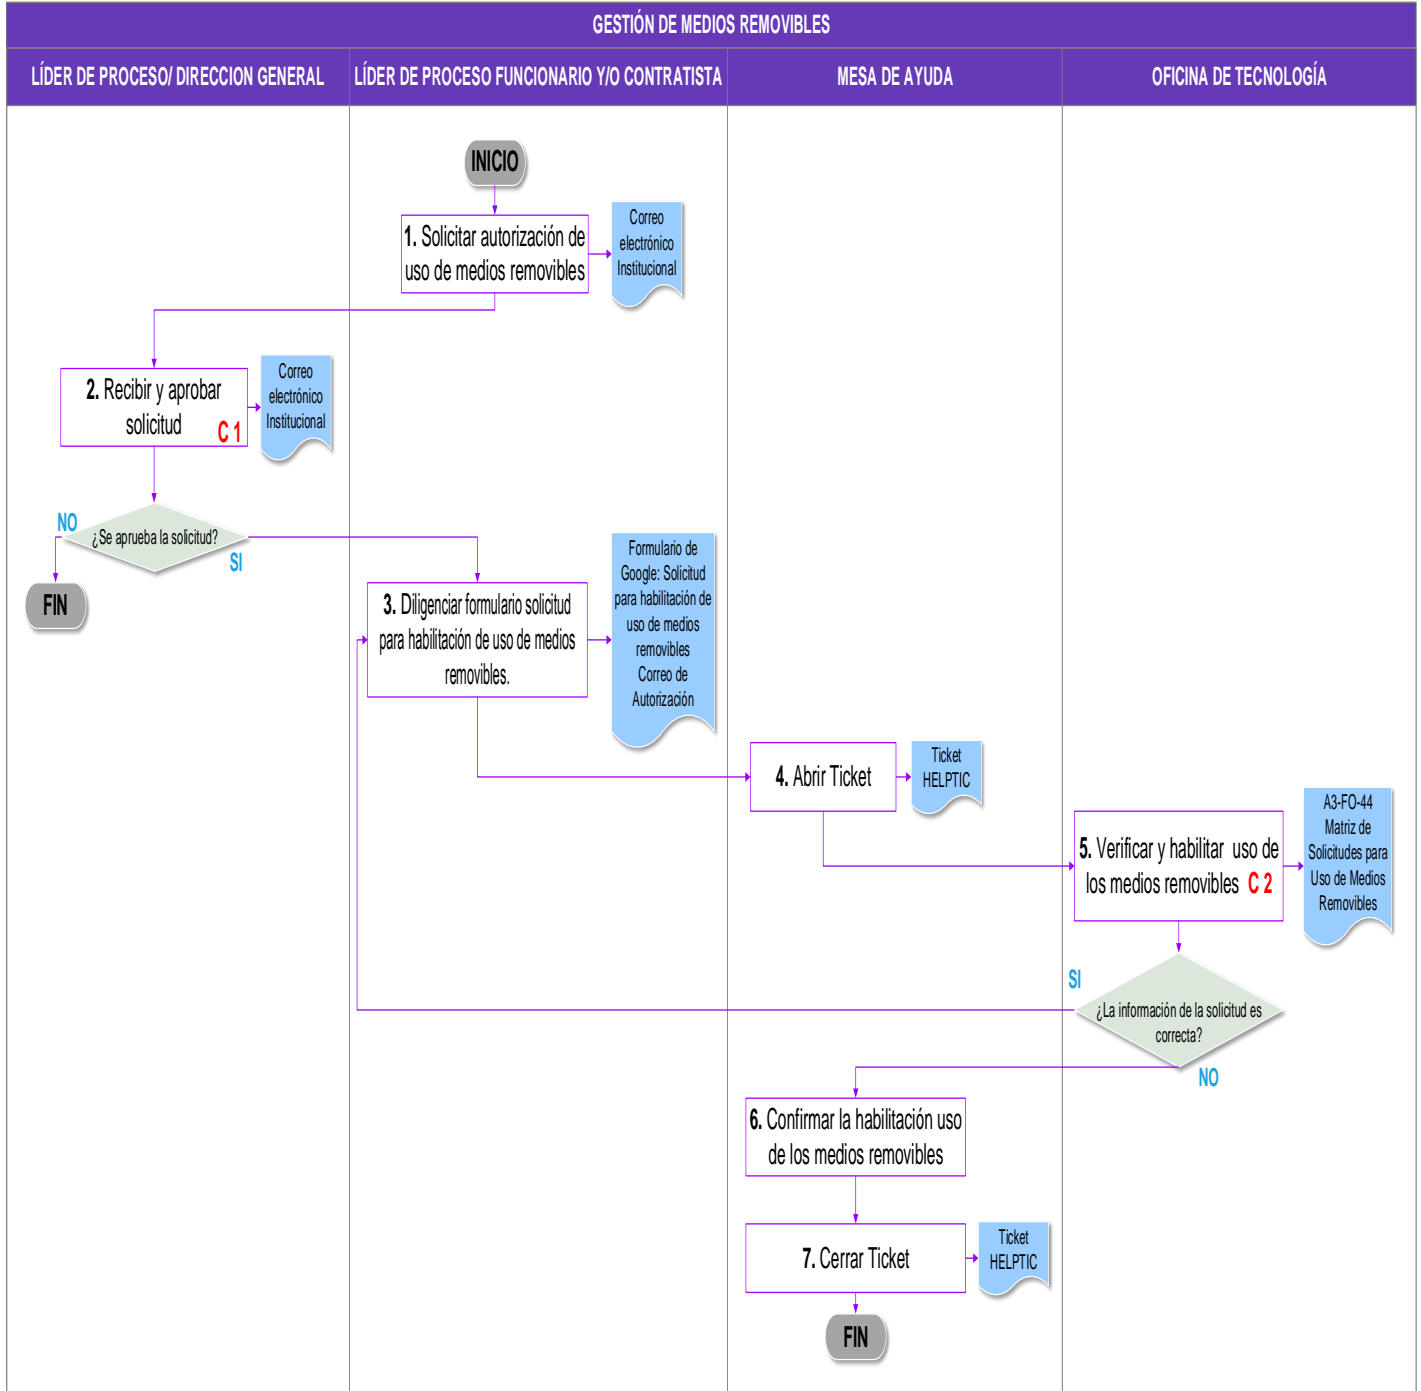 GESTIÓN DE MEDIOS REMOVIBLES
LÍDER DE PROCESO/ DIRECCION GENERAL
LÍDER DE PROCESO FUNCIONARIO Y/O CONTRATISTA
MESA DE AYUDA
OFICINA DE TECNOLOGÍA
INICIO
1. Solicitar autorización de
uso de medios removibles
Correo
electrónico
Institucional
2. Recibir y aprobar
solicitud
C 1
Correo
electrónico
Institucional
¿Se aprueba la solicitud?
NO
SI
FIN
3. Diligenciar formulario solicitud
para habilitación de uso de medios
removibles.
Formulario de
Google: Solicitud
para habilitación de
uso de medios
removibles
Correo de
Autorización
4. Abrir Ticket
Ticket
HELPTIC
5. Verificar y habilitar uso de
los medios removibles C 2
A3-FO-44
Matriz de
Solicitudes para
Uso de Medios
Removibles
SI
¿La información de la solicitud es
correcta?
NO
6. Confirmar la habilitación uso
de los medios removibles
7. Cerrar Ticket
Ticket
HELPTIC
FIN